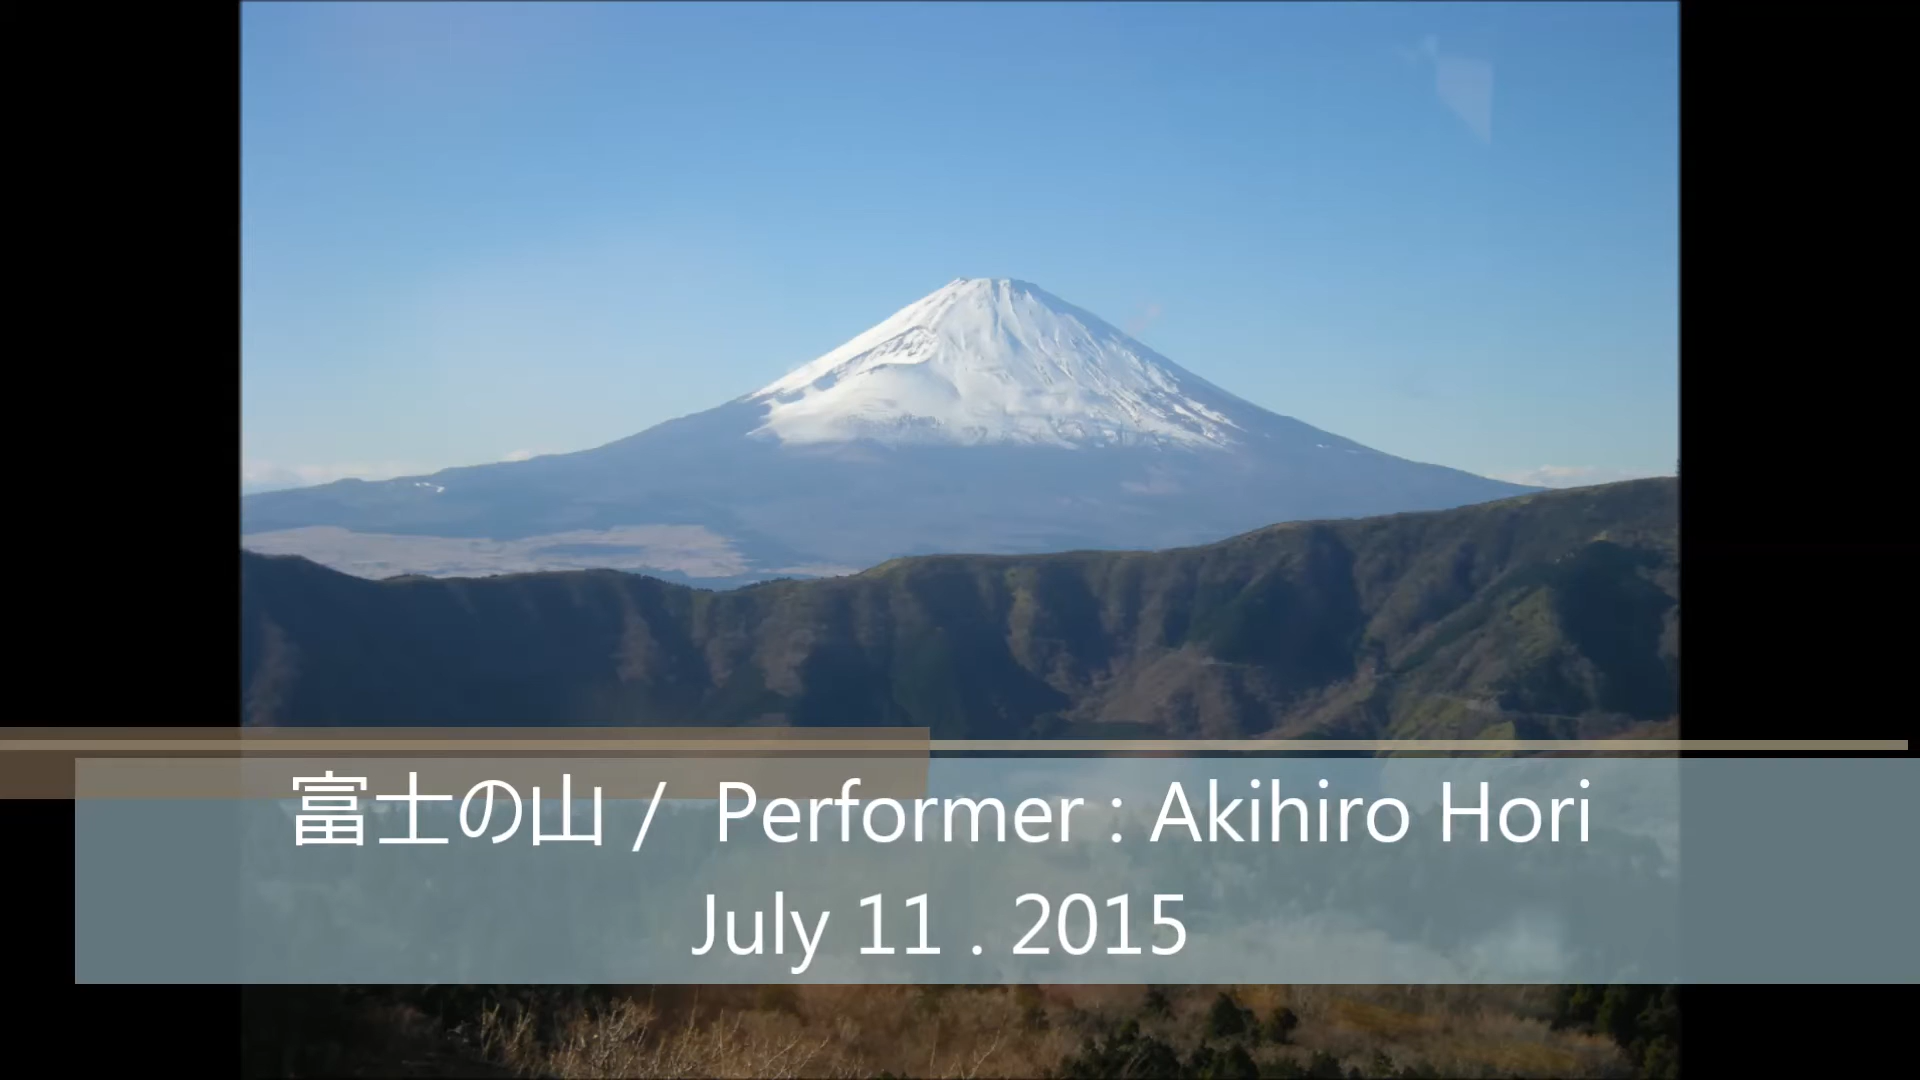 富士の山 / Performer : Akihiro Hori
July 11 . 2015